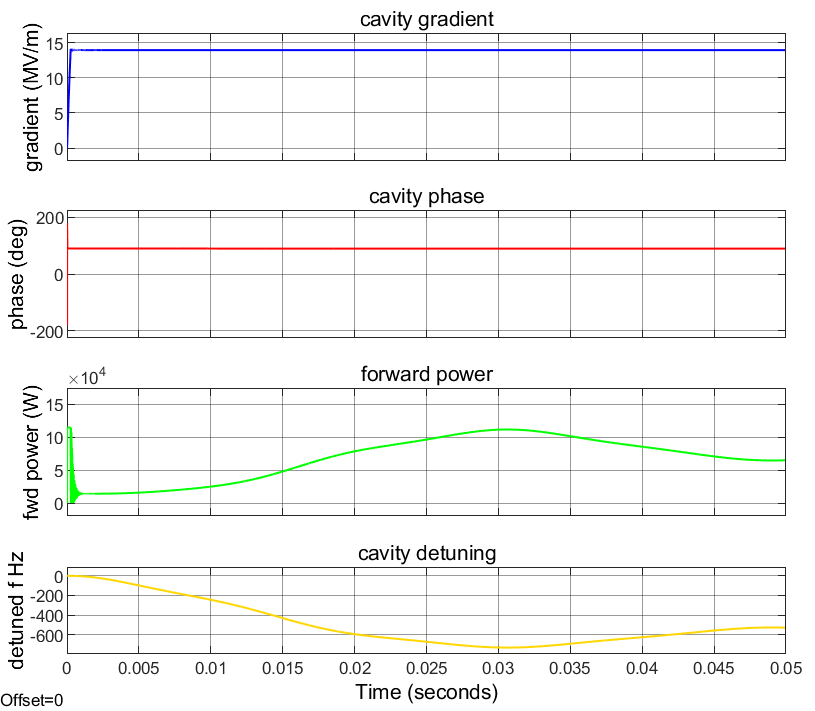 cavity gradient
gradient (MV/m)
15
10
5
0
cavity phase
phase (deg)
200
0
-200
forward power
×10⁴
fwd power (W)
15
10
5
0
cavity detuning
detuned f Hz
0
-200
-400
-600
0 0.005 0.01 0.015 0.02 0.025 0.03 0.035 0.04 0.045 0.05
Time (seconds)
Offset=0